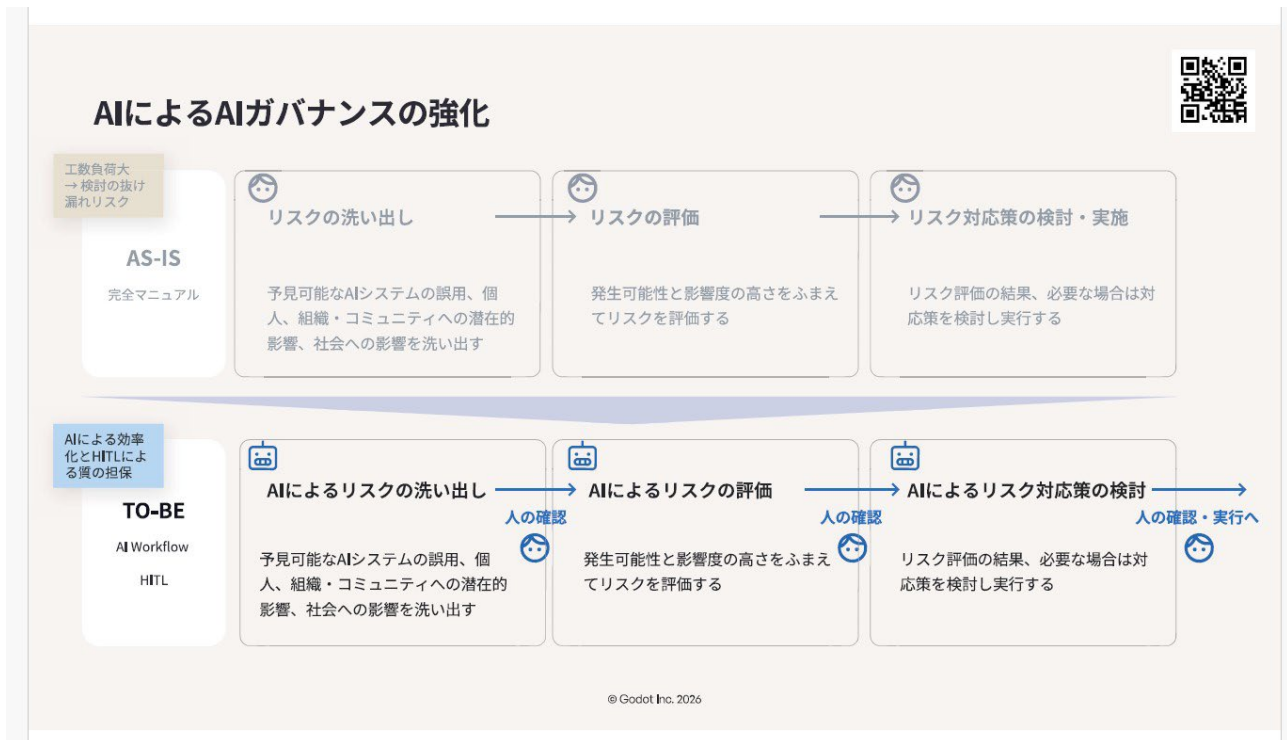 AIによるAIガバナンスの強化
工数負荷大
→ 検討の抜け
漏れリスク
AS-IS
完全マニュアル
リスクの洗い出し
予見可能なAIシステムの誤用、個
人、組織・コミュニティへの潜在的
影響、社会への影響を洗い出す
リスクの評価
発生可能性と影響度の高さをふまえ
てリスクを評価する
リスク対応策の検討・実施
リスク評価の結果、必要な場合は対
応策を検討し実行する
AIによる効率
化とHITLによ
る質の担保
TO-BE
AI Workflow
HITL
AIによるリスクの洗い出し
人の確認
予見可能なAIシステムの誤用、個
人、組織・コミュニティへの潜在的
影響、社会への影響を洗い出す
AIによるリスクの評価
人の確認
発生可能性と影響度の高さをふまえ
てリスクを評価する
AIによるリスク対応策の検討
人の確認・実行へ
リスク評価の結果、必要な場合は対
応策を検討し実行する
© Godot Inc. 2026